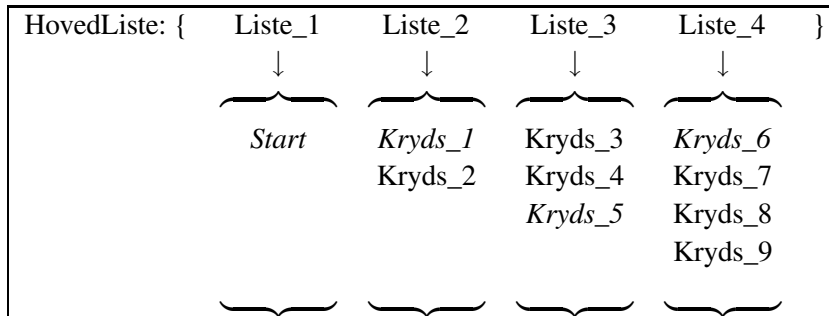 HovedListe: { Liste_1 Liste_2 Liste_3 Liste_4 }
↓ ↓ ↓ ↓
Start Kryds_1 Kryds_3 Kryds_6
Kryds_2 Kryds_4 Kryds_7
Kryds_5 Kryds_8
Kryds_9